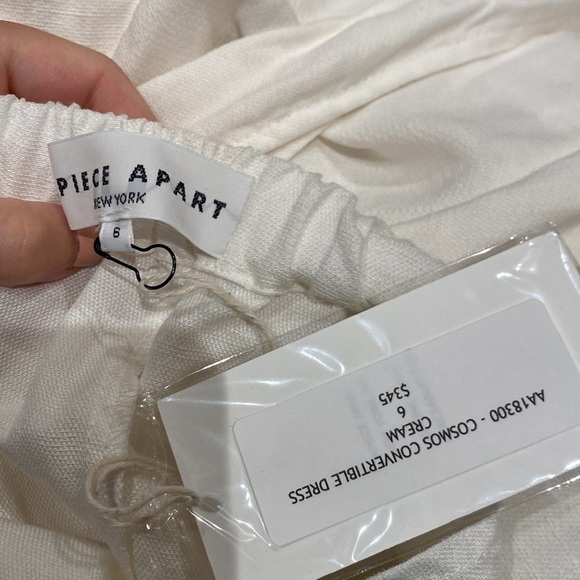 PIECE APART
NEW YORK
6
AA18300 - COSMOS CONVERTIBLE DRESS
CREAM
6
$345